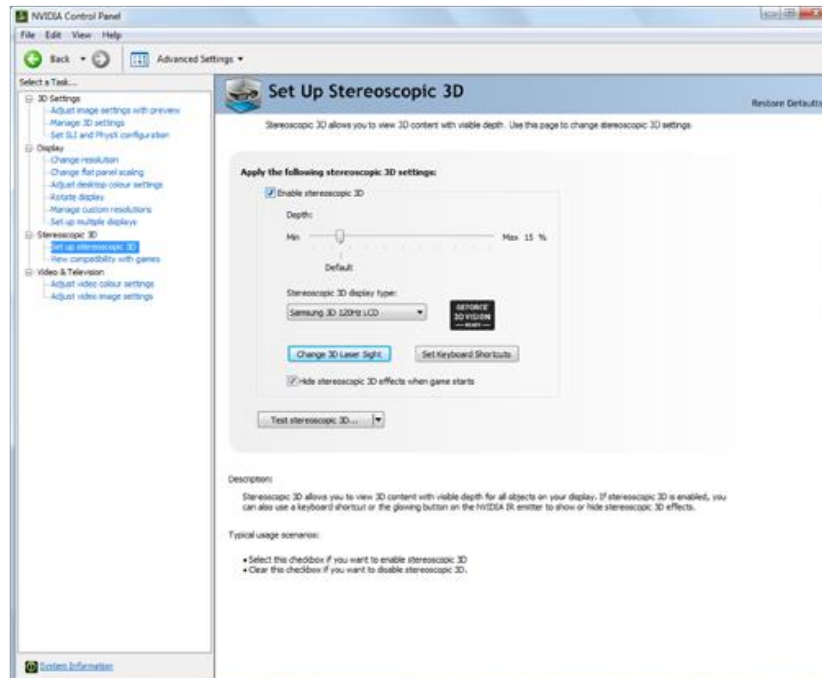 NVIDIA Control Panel
File Edit View Help
Back Advanced Settings
Select a Task...
3D Settings
Adjust image settings with preview
Manage 3D settings
Set SLI and PhysX configuration
Display
Change resolution
Change flat panel scaling
Adjust desktop colour settings
Rotate display
Manage custom resolutions
Set up multiple displays
Stereoscopic 3D
Set up stereoscopic 3D
View compatibility with games
Video & Television
Adjust video colour settings
Adjust video image settings
System Information
Set Up Stereoscopic 3D
Restore Defaults
Stereoscopic 3D allows you to view 3D content with visible depth. Use this page to change stereoscopic 3D settings
Apply the following stereoscopic 3D settings:
Enable stereoscopic 3D
Depth:
Min Max 15 %
Default
Stereoscopic 3D display type:
Samsung 3D 120Hz LCD
GEFORCE
3D VISION
READY
Change 3D Laser Sight Set Keyboard Shortcuts
Hide stereoscopic 3D effects when game starts
Test stereoscopic 3D...
Description:
Stereoscopic 3D allows you to view 3D content with visible depth for all objects on your display. If stereoscopic 3D is enabled, you
can also use a keyboard shortcut or the glowing button on the NVIDIA IR emitter to show or hide stereoscopic 3D effects.
Typical usage scenarios:
• Select this checkbox if you want to enable stereoscopic 3D
• Clear this checkbox if you want to disable stereoscopic 3D.